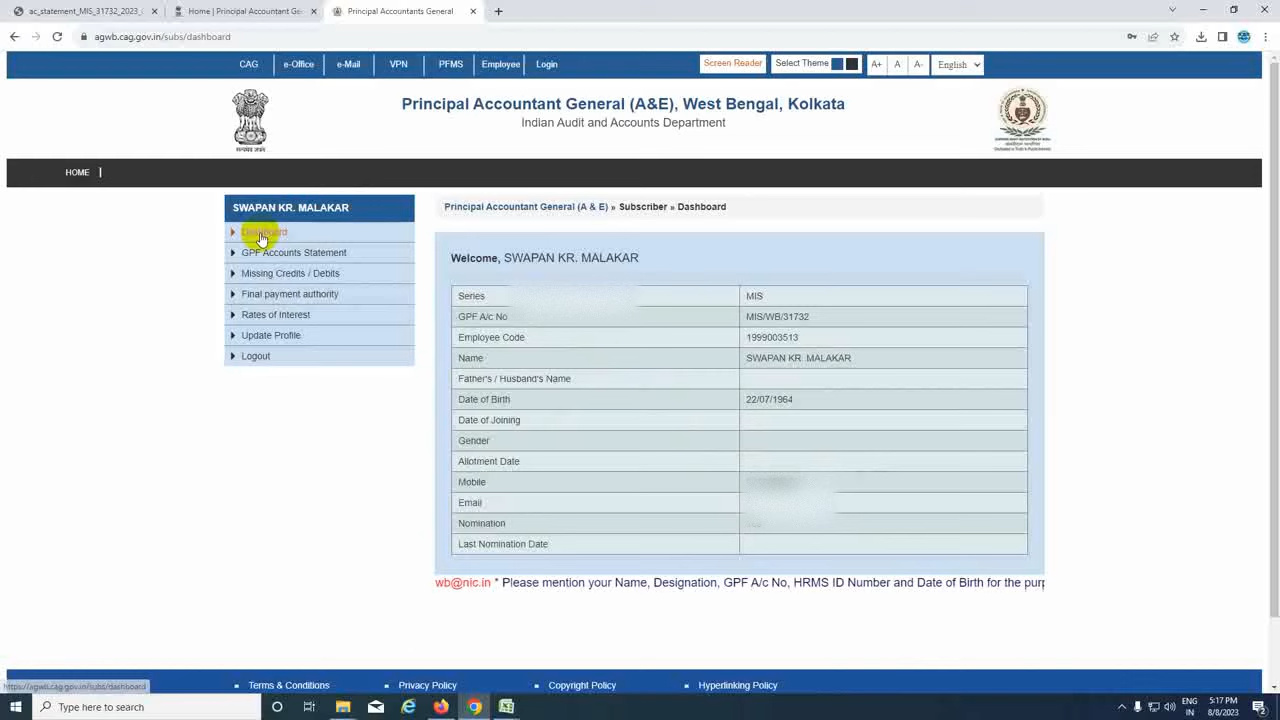 ac_statement_MIS_31732_2023_
Home | Principal Accountant Ge
Principal Accountants General
agwb.cag.gov.in/subs/dashboard
CAG
e-Office
e-Mail
VPN
PFMS
Employee
Login
Screen Reader
Select Theme
A+
A
A-
English
Principal Accountant General (A&E), West Bengal, Kolkata
Indian Audit and Accounts Department
HOME
SWAPAN KR. MALAKAR
Dashboard
GPF Accounts Statement
Missing Credits / Debits
Final payment authority
Rates of Interest
Update Profile
Logout
Principal Accountant General (A & E) » Subscriber » Dashboard
Welcome, SWAPAN KR. MALAKAR
Series MIS
GPF A/c No MIS/WB/31732
Employee Code 1999003513
Name SWAPAN KR. MALAKAR
Father's / Husband's Name
Date of Birth 22/07/1964
Date of Joining
Gender
Allotment Date
Mobile
Email
Nomination
Last Nomination Date
wb@nic.in * Please mention your Name, Designation, GPF A/c No, HRMS ID Number and Date of Birth for the purp
https://agwb.cag.gov.in/subs/dashboard
Terms & Conditions
Privacy Policy
Copyright Policy
Hyperlinking Policy
Type here to search
ENG
IN
5:17 PM
8/8/2023
2